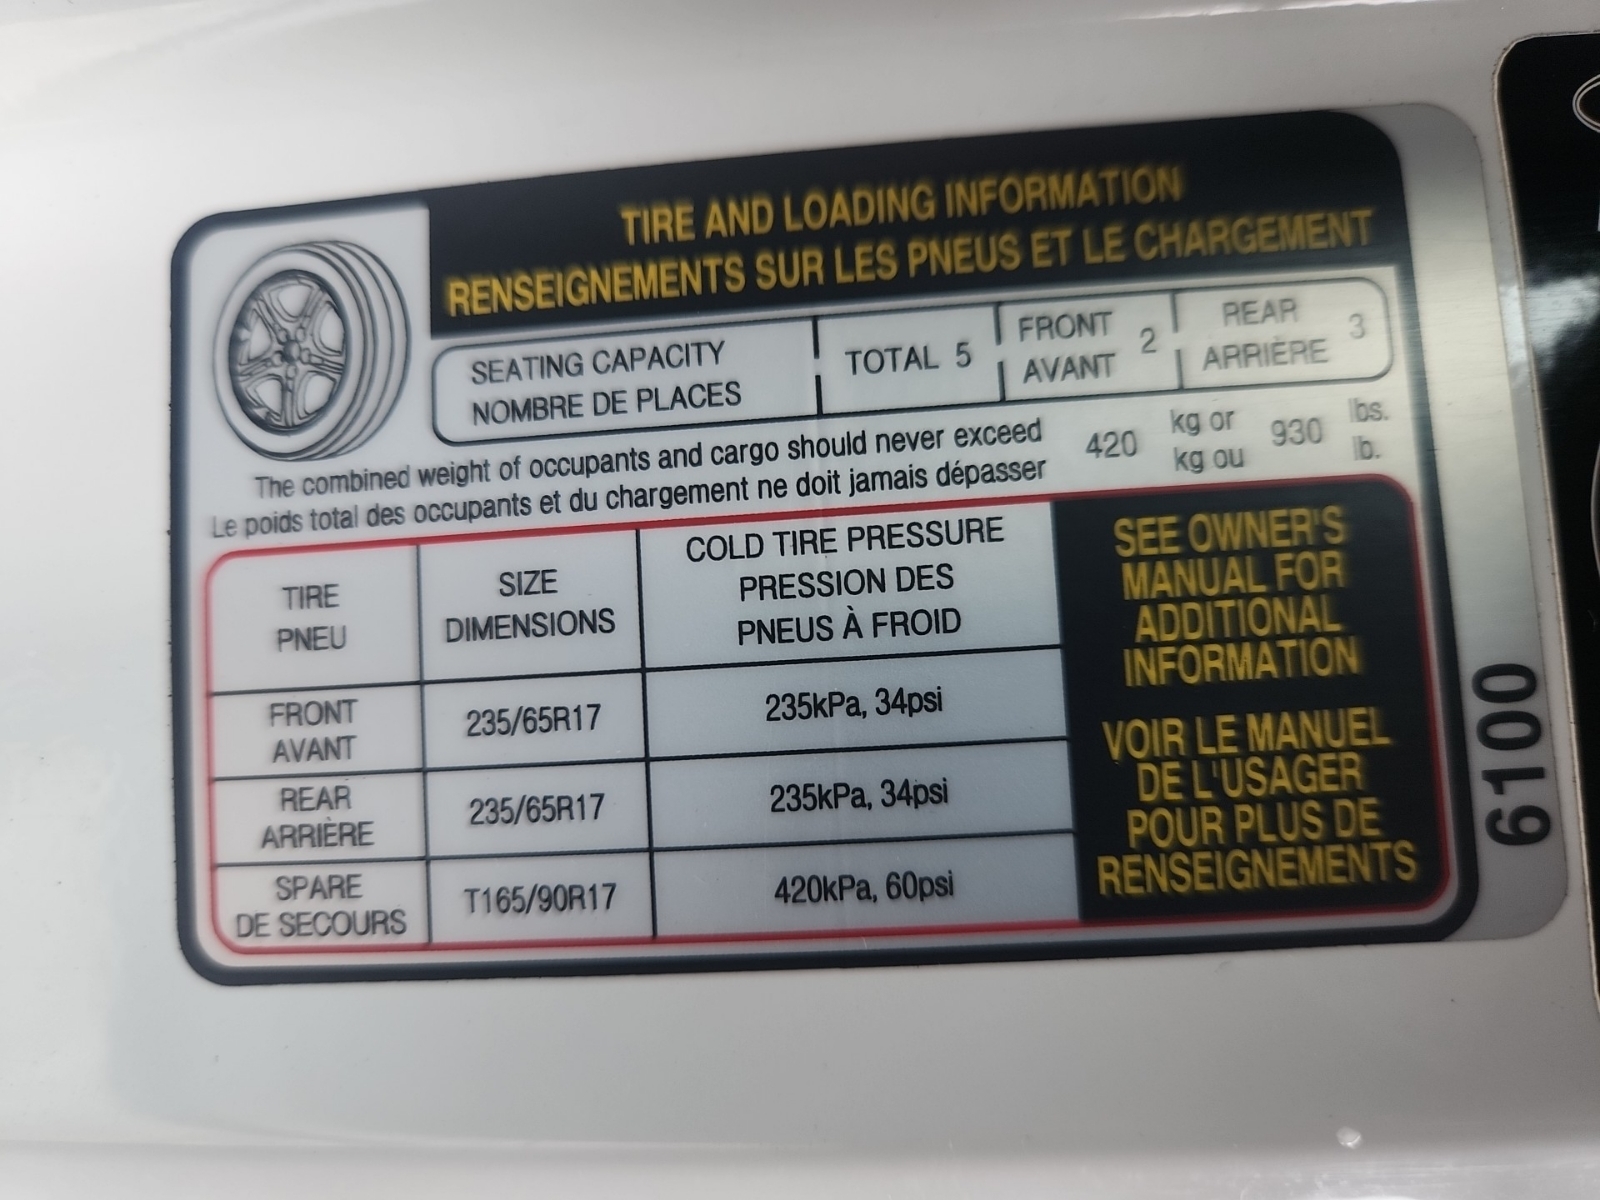 TIRE AND LOADING INFORMATION
RENSEIGNEMENTS SUR LES PNEUS ET LE CHARGEMENT
SEATING CAPACITY
NOMBRE DE PLACES
TOTAL 5
FRONT
AVANT
2
REAR
ARRIÈRE
3
The combined weight of occupants and cargo should never exceed 420 kg or 930 lbs.
Le poids total des occupants et du chargement ne doit jamais dépasser kg ou lb.
TIRE
PNEU
SIZE
DIMENSIONS
COLD TIRE PRESSURE
PRESSION DES
PNEUS À FROID
FRONT
AVANT
235/65R17
235kPa, 34psi
REAR
ARRIÈRE
235/65R17
235kPa, 34psi
SPARE
DE SECOURS
T165/90R17
420kPa, 60psi
SEE OWNER'S
MANUAL FOR
ADDITIONAL
INFORMATION
VOIR LE MANUEL
DE L'USAGER
POUR PLUS DE
RENSEIGNEMENTS
6100